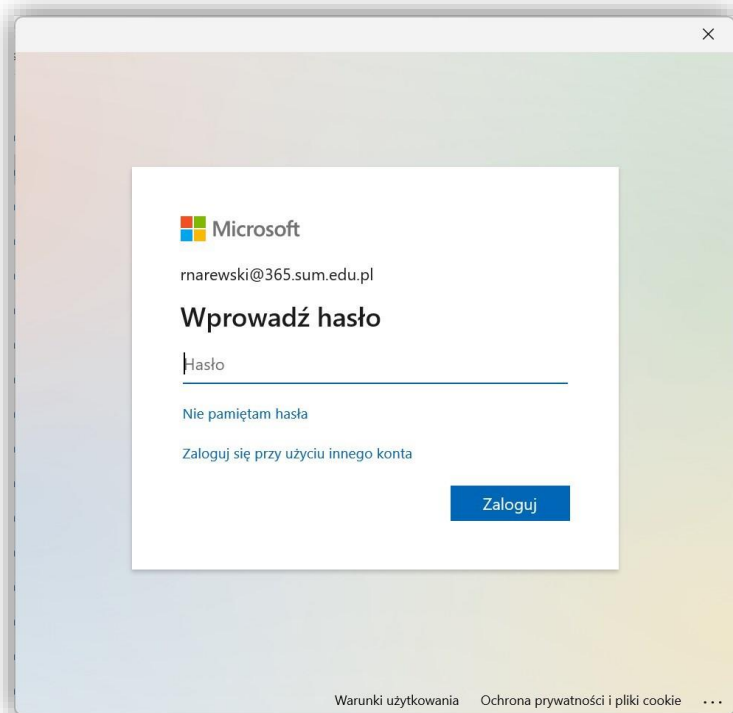 Microsoft
rnarewski@365.sum.edu.pl
Wprowadź hasło
Hasło
Nie pamiętam hasła
Zaloguj się przy użyciu innego konta
Zaloguj
Warunki użytkowania Ochrona prywatności i pliki cookie ...